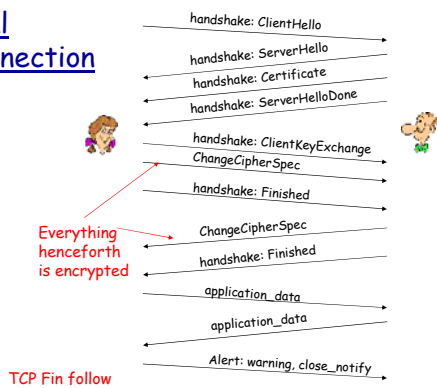 l
nection
handshake: ClientHello
handshake: ServerHello
handshake: Certificate
handshake: ServerHelloDone
handshake: ClientKeyExchange
ChangeCipherSpec
handshake: Finished
Everything
henceforth
is encrypted
ChangeCipherSpec
handshake: Finished
application_data
application_data
Alert: warning, close_notify
TCP Fin follow